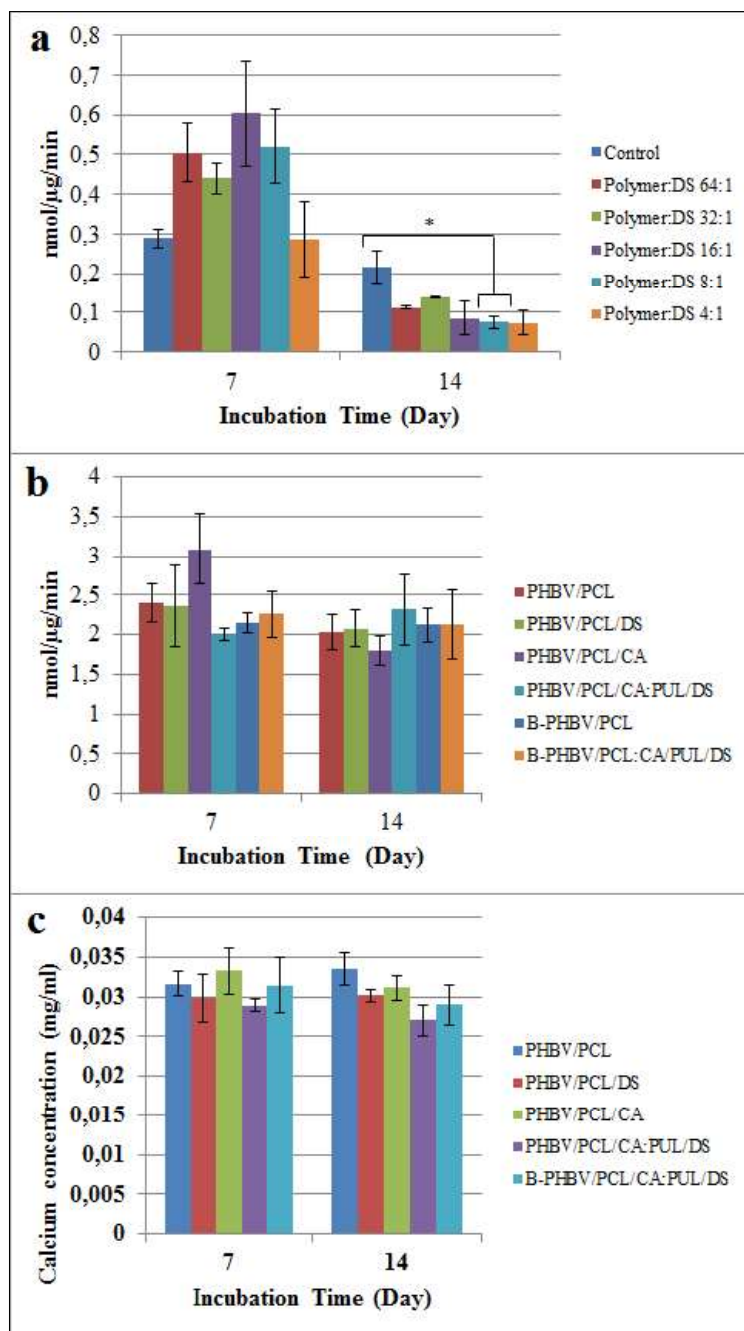 a
0,8
0,7
0,6
0,5
0,4
0,3
0,2
0,1
0
nmol/µg/min
*
7
14
Incubation Time (Day)
Control
Polymer:DS 64:1
Polymer:DS 32:1
Polymer:DS 16:1
Polymer:DS 8:1
Polymer:DS 4:1
b
4
3,5
3
2,5
2
1,5
1
0,5
0
nmol/µg/min
7
14
Incubation Time (Day)
PHBV/PCL
PHBV/PCL/DS
PHBV/PCL/CA
PHBV/PCL/CA:PUL/DS
B-PHBV/PCL
B-PHBV/PCL:CA/PUL/DS
c
0,04
0,035
0,03
0,025
0,02
0,015
0,01
0,005
0
Calcium concentration (ng/ml)
7
14
Incubation Time (Day)
PHBV/PCL
PHBV/PCL/DS
PHBV/PCL/CA
PHBV/PCL/CA:PUL/DS
B-PHBV/PCL/CA:PUL/DS